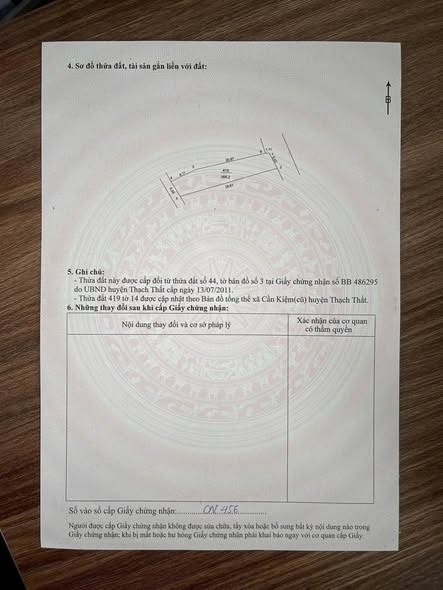 4. Sơ đồ thửa đất, tài sản gắn liền với đất:
B
5. Ghi chú:
- Thửa đất này được cấp đổi từ thửa đất số 44, tờ bản đồ số 3 tại Giấy chứng nhận số BB 486295
do UBND huyện Thạch Thất cấp ngày 13/07/2011.
- Thửa đất 419 tờ 14 được cập nhật theo Bản đồ tổng thể xã Cần Kiệm(cũ) huyện Thạch Thất.
6. Những thay đổi sau khi cấp Giấy chứng nhận:
Nội dung thay đổi và cơ sở pháp lý
Xác nhận của cơ quan
có thẩm quyền
Số vào sổ cấp Giấy chứng nhận: CN 456
Người được cấp Giấy chứng nhận không được sửa chữa, tẩy xóa hoặc bổ sung bất kỳ nội dung nào trong
Giấy chứng nhận; khi bị mất hoặc hư hỏng Giấy chứng nhận phải khai báo ngay với cơ quan cấp Giấy.